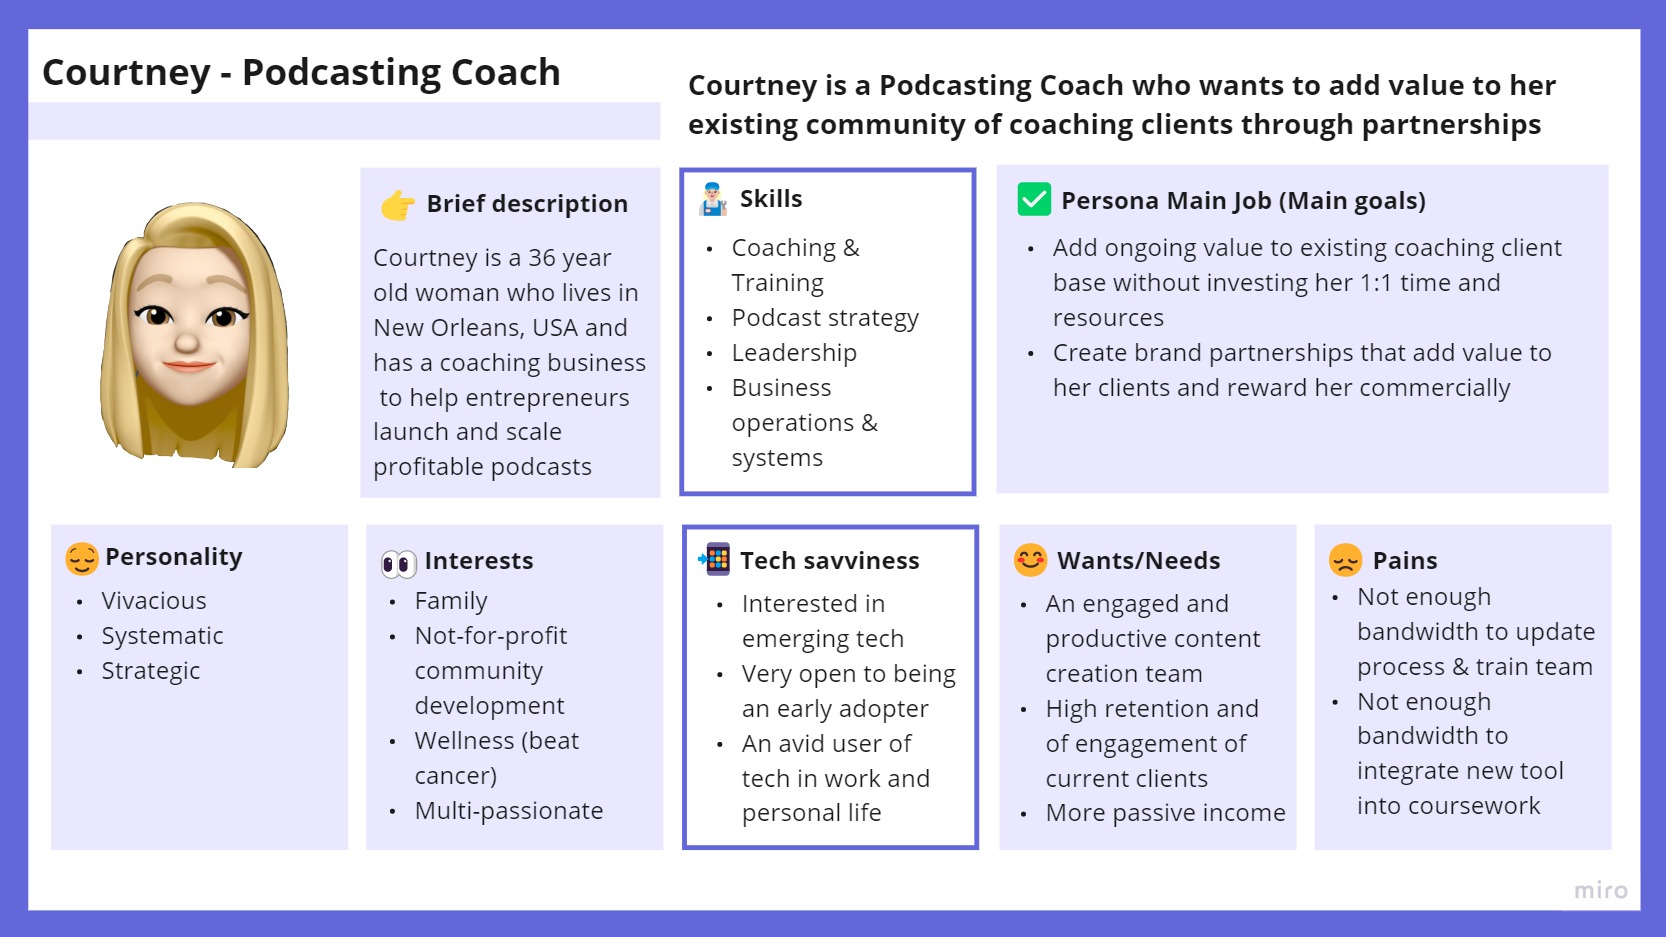 Courtney - Podcasting Coach
Courtney is a Podcasting Coach who wants to add value to her
existing community of coaching clients through partnerships
Brief description
Courtney is a 36 year
old woman who lives in
New Orleans, USA and
has a coaching business
to help entrepreneurs
launch and scale
profitable podcasts
Skills
• Coaching &
Training
• Podcast strategy
• Leadership
• Business
operations &
systems
Persona Main Job (Main goals)
• Add ongoing value to existing coaching client
base without investing her 1:1 time and
resources
• Create brand partnerships that add value to
her clients and reward her commercially
Personality
• Vivacious
• Systematic
• Strategic
Interests
• Family
• Not-for-profit
community
development
• Wellness (beat
cancer)
• Multi-passionate
Tech savviness
• Interested in
emerging tech
• Very open to being
an early adopter
• An avid user of
tech in work and
personal life
Wants/Needs
• An engaged and
productive content
creation team
• High retention and
of engagement of
current clients
• More passive income
Pains
• Not enough
bandwidth to update
process & train team
• Not enough
bandwidth to
integrate new tool
into coursework
miro